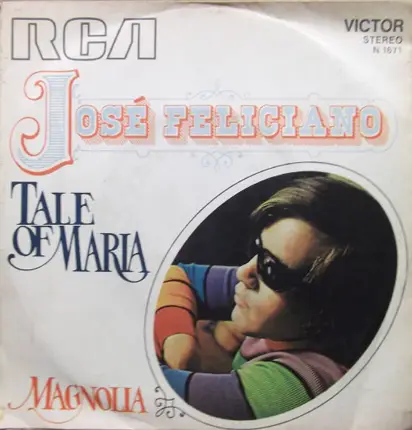 RCA
VICTOR
STEREO
N 1671
JOSÉ FELICIANO
TALE
OF MARIA
MAGNOLIA